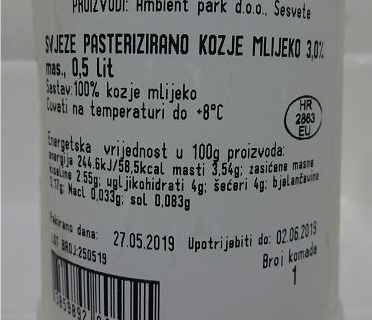 PROIZVODI: Ambient park d.o.o., Sesvete
SVJEZE PASTERIZIRANO KOZJE MLIJEKO 3,0%
mas., 0,5 lit
Sastav:100% kozje mlijeko
Cuvati na temperaturi do +8°C
HR
2863
EU
Energetska vrijednost u 100g proizvoda:
energija 244.6kJ/58,5kcal masti 3,54g; zasićene masne
kiseline 2.55g; ugljikohidrati 4g; šećeri 4g; bjelančevine
3.17g; Nacl 0,033g; sol 0,083g
Pakirano dana: 27.05.2019 Upotrijebiti do: 02.06.2019
LOT BROJ:250519
Broj komada
1